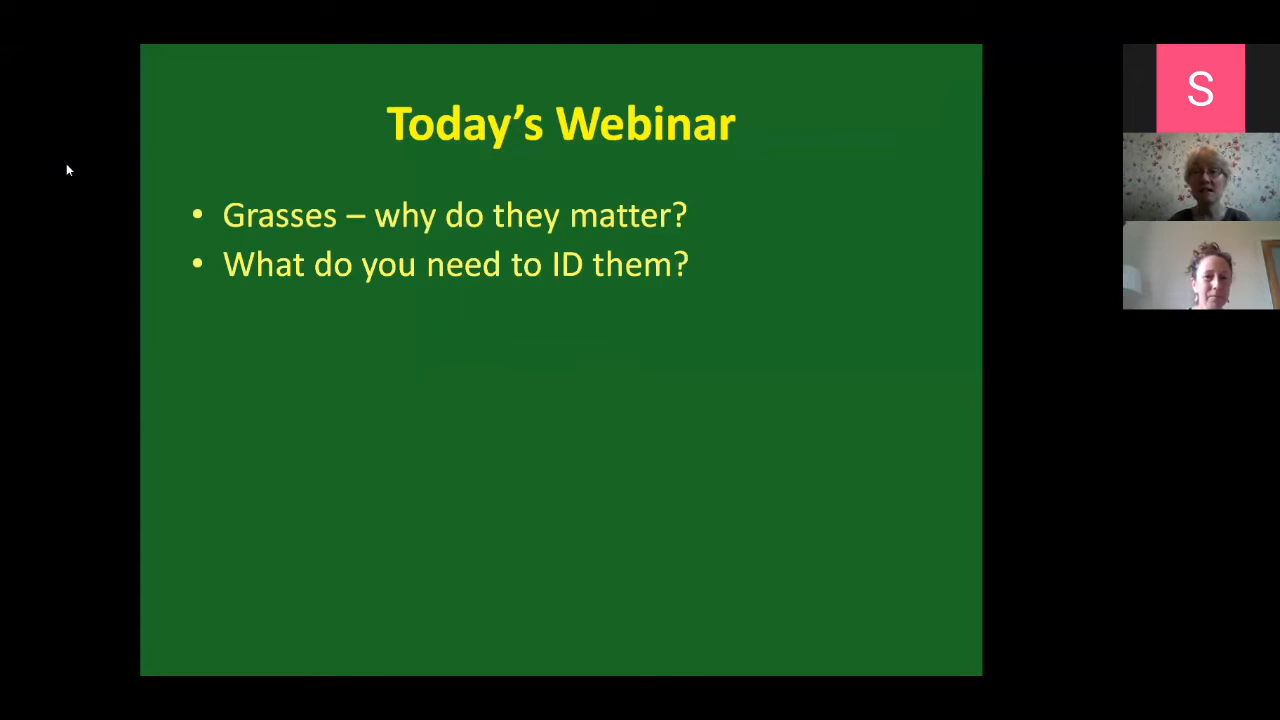 Today’s Webinar
• Grasses – why do they matter?
• What do you need to ID them?
S